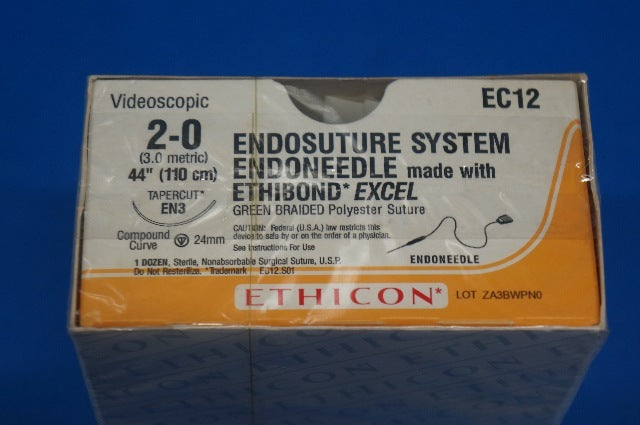 Videoscopic
EC12
2-0
(3.0 metric)
44" (110 cm)
TAPERCUT*
EN3
Compound
Curve
24mm
ENDOSUTURE SYSTEM
ENDONEEDLE made with
ETHIBOND* EXCEL
GREEN BRAIDED Polyester Suture
CAUTION: Federal (U.S.A.) law restricts this
device to sale by or on the order of a physician.
See Instructions For Use
ENDONEEDLE
1 DOZEN, Sterile, Nonabsorbable Surgical Suture, U.S.P.
Do Not Resterilize. *Trademark EC12.S01
ETHICON*
LOT ZA3BWPN0
ETHICON ETHICON